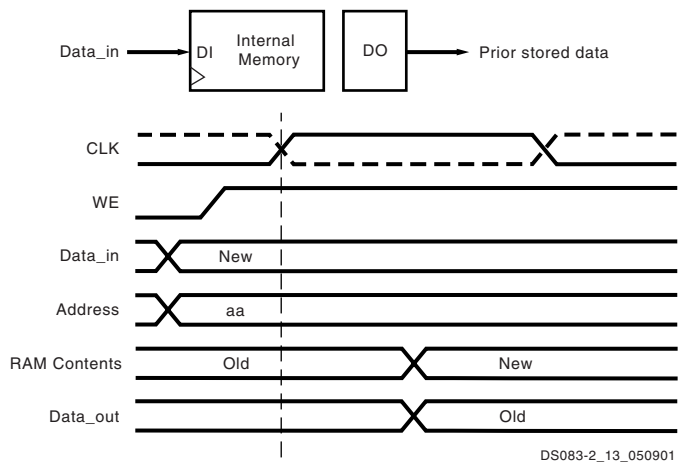 Data_in DI Internal Memory DO Prior stored data
CLK
WE
Data_in New
Address aa
RAM Contents Old New
Data_out Old
DS083-2_13_050901